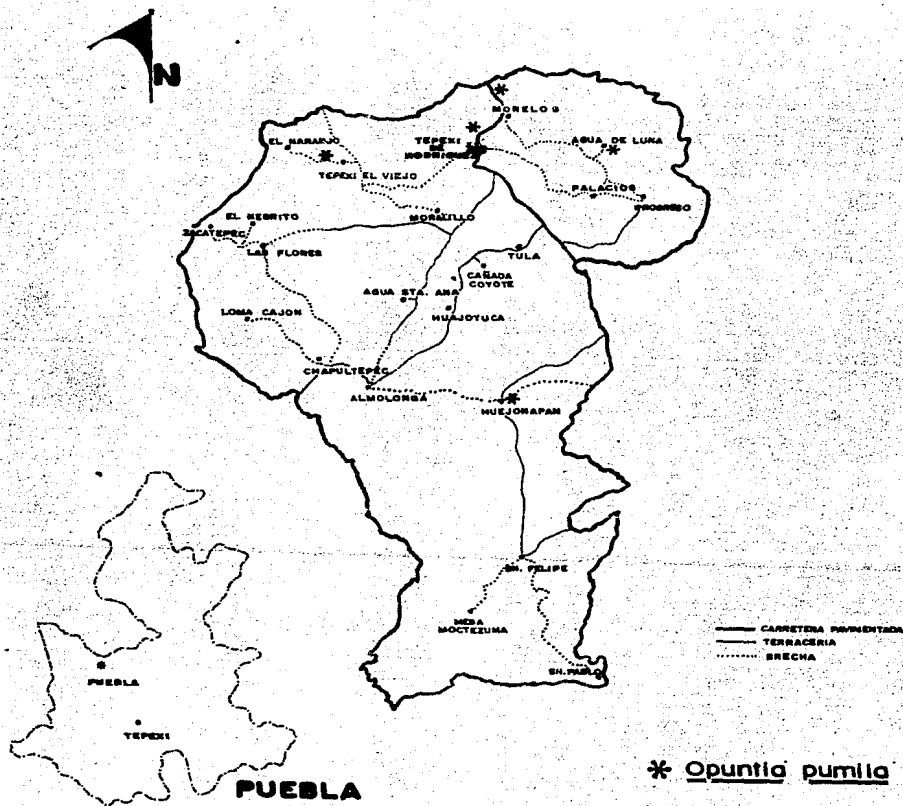 N
MORELOS
EL NARANJO
TEPEXI
DE
RODRIGUEZ
AGUA DE LUNA
TEPEXI EL VIEJO
PALACIOS
PROGRESO
MORALILLO
EL NEGRITO
ZACATEPEC
LAS FLORES
TULA
CAÑADA
COYOTE
AGUA STA. ANA
HUAJOYUCA
LOMA CAJON
CHAPULTEPEC
ALMOLONGA
HUEJONAPAN
SN. FELIPE
MESA
MOCTEZUMA
SN. PABLO
CARRETERA PAVIMENTADA
TERRACERIA
BRECHA
PUEBLA
TEPEXI
PUEBLA
Opuntia pumila